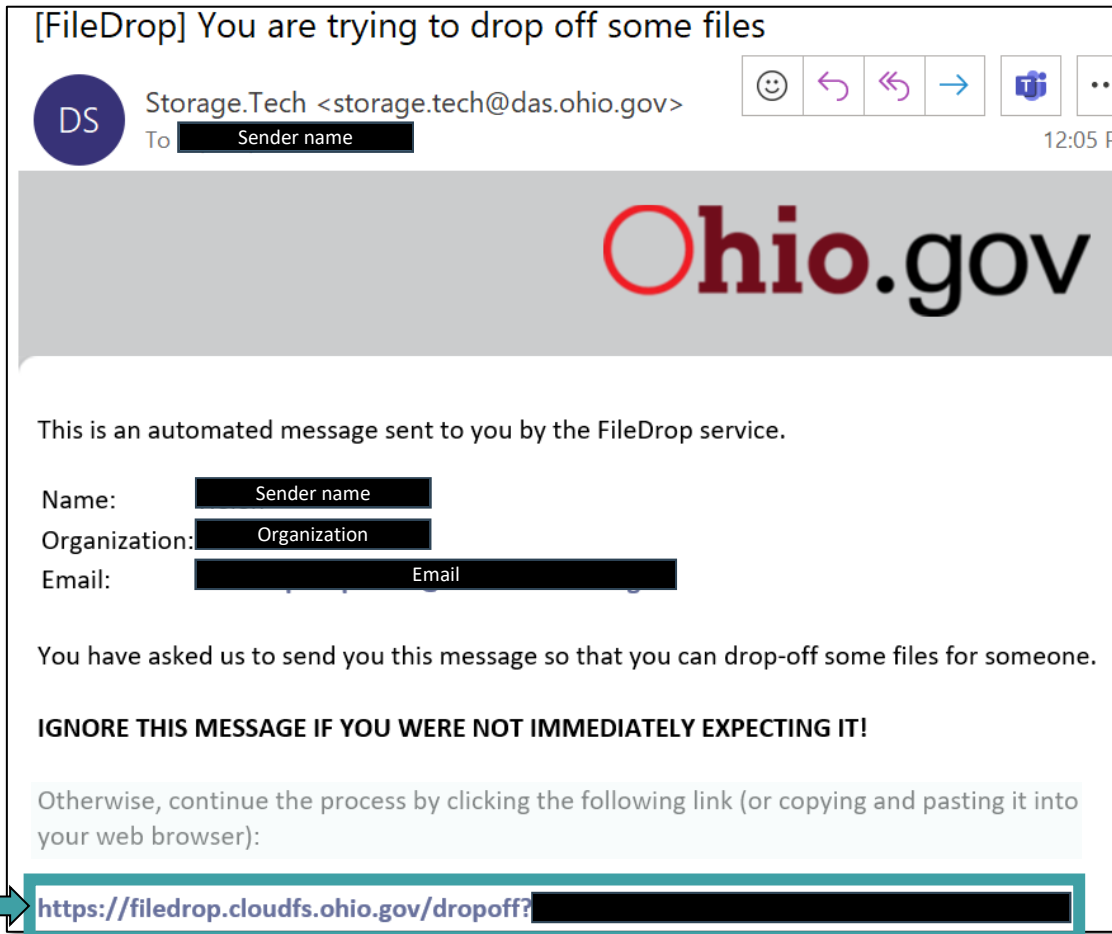 [FileDrop] You are trying to drop off some files
DS
Storage.Tech <storage.tech@das.ohio.gov>
To Sender name
12:05
Ohio.gov
This is an automated message sent to you by the FileDrop service.
Name: Sender name
Organization: Organization
Email: Email
You have asked us to send you this message so that you can drop-off some files for someone.
IGNORE THIS MESSAGE IF YOU WERE NOT IMMEDIATELY EXPECTING IT!
Otherwise, continue the process by clicking the following link (or copying and pasting it into
your web browser):
https://filedrop.cloudfs.ohio.gov/dropoff?